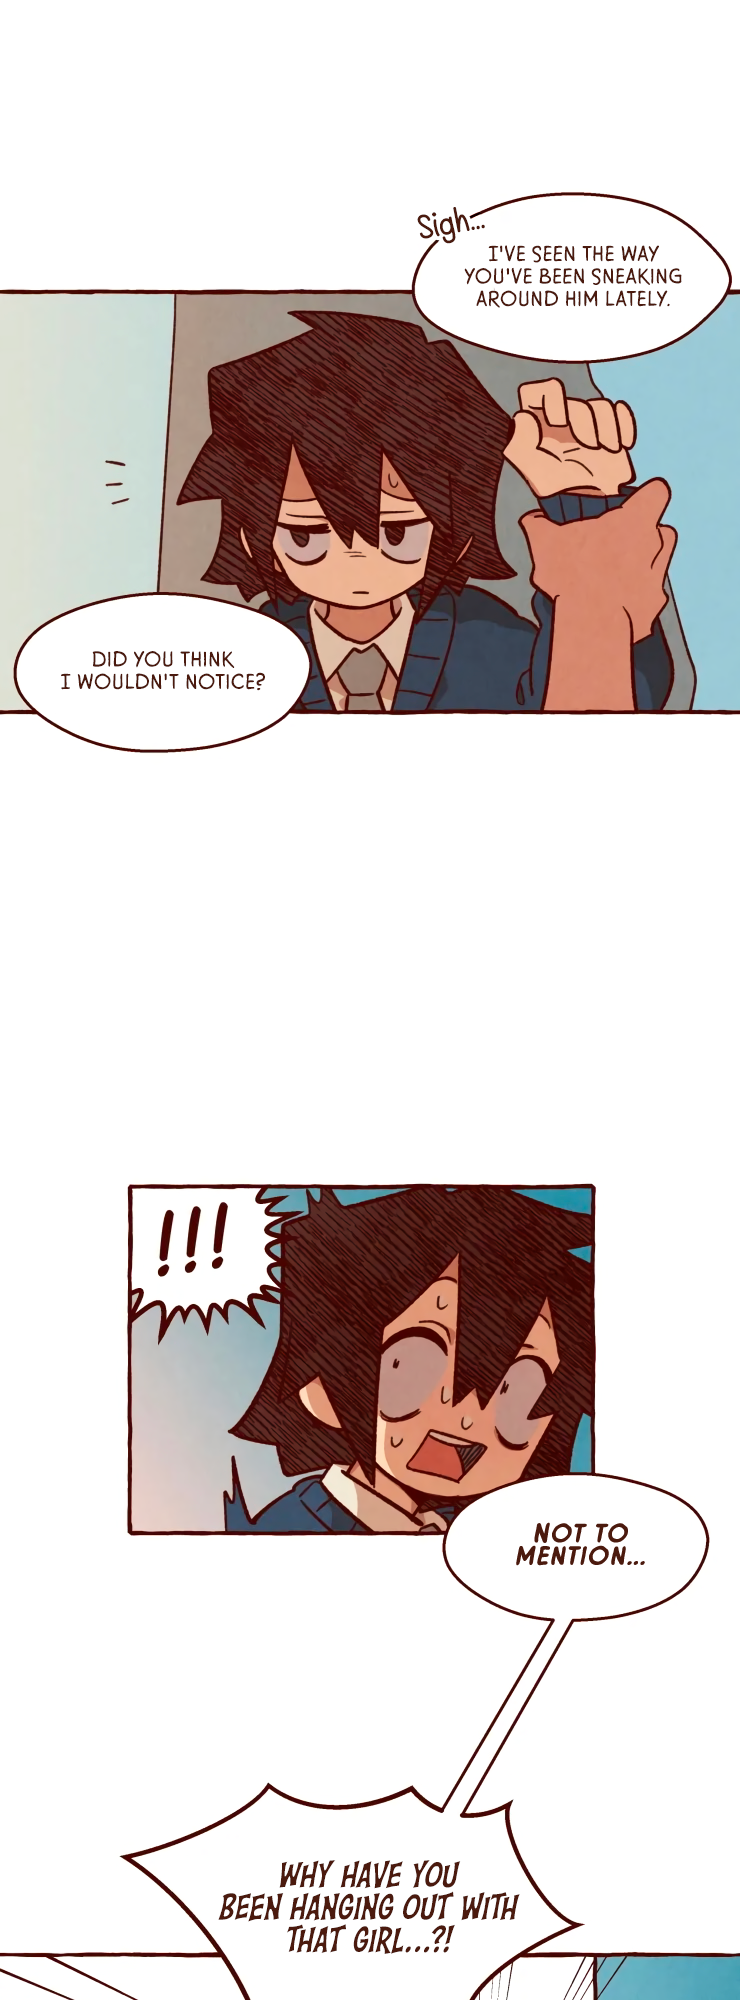 Sigh...
I'VE SEEN THE WAY
YOU'VE BEEN SNEAKING
AROUND HIM LATELY.
DID YOU THINK
I WOULDN'T NOTICE?
!!!
NOT TO
MENTION...
WHY HAVE YOU
BEEN HANGING OUT WITH
THAT GIRL...?!